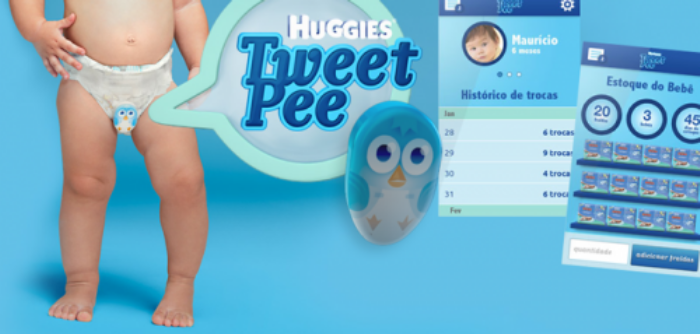 HUGGIES
Tweet
Pee
Maurício
6 meses
Histórico de trocas
Jan
28 6 trocas
29 9 trocas
30 4 trocas
31 6 trocas
Fev
Estoque do Bebê
20
3
45
quantidade
adicionar fraldas